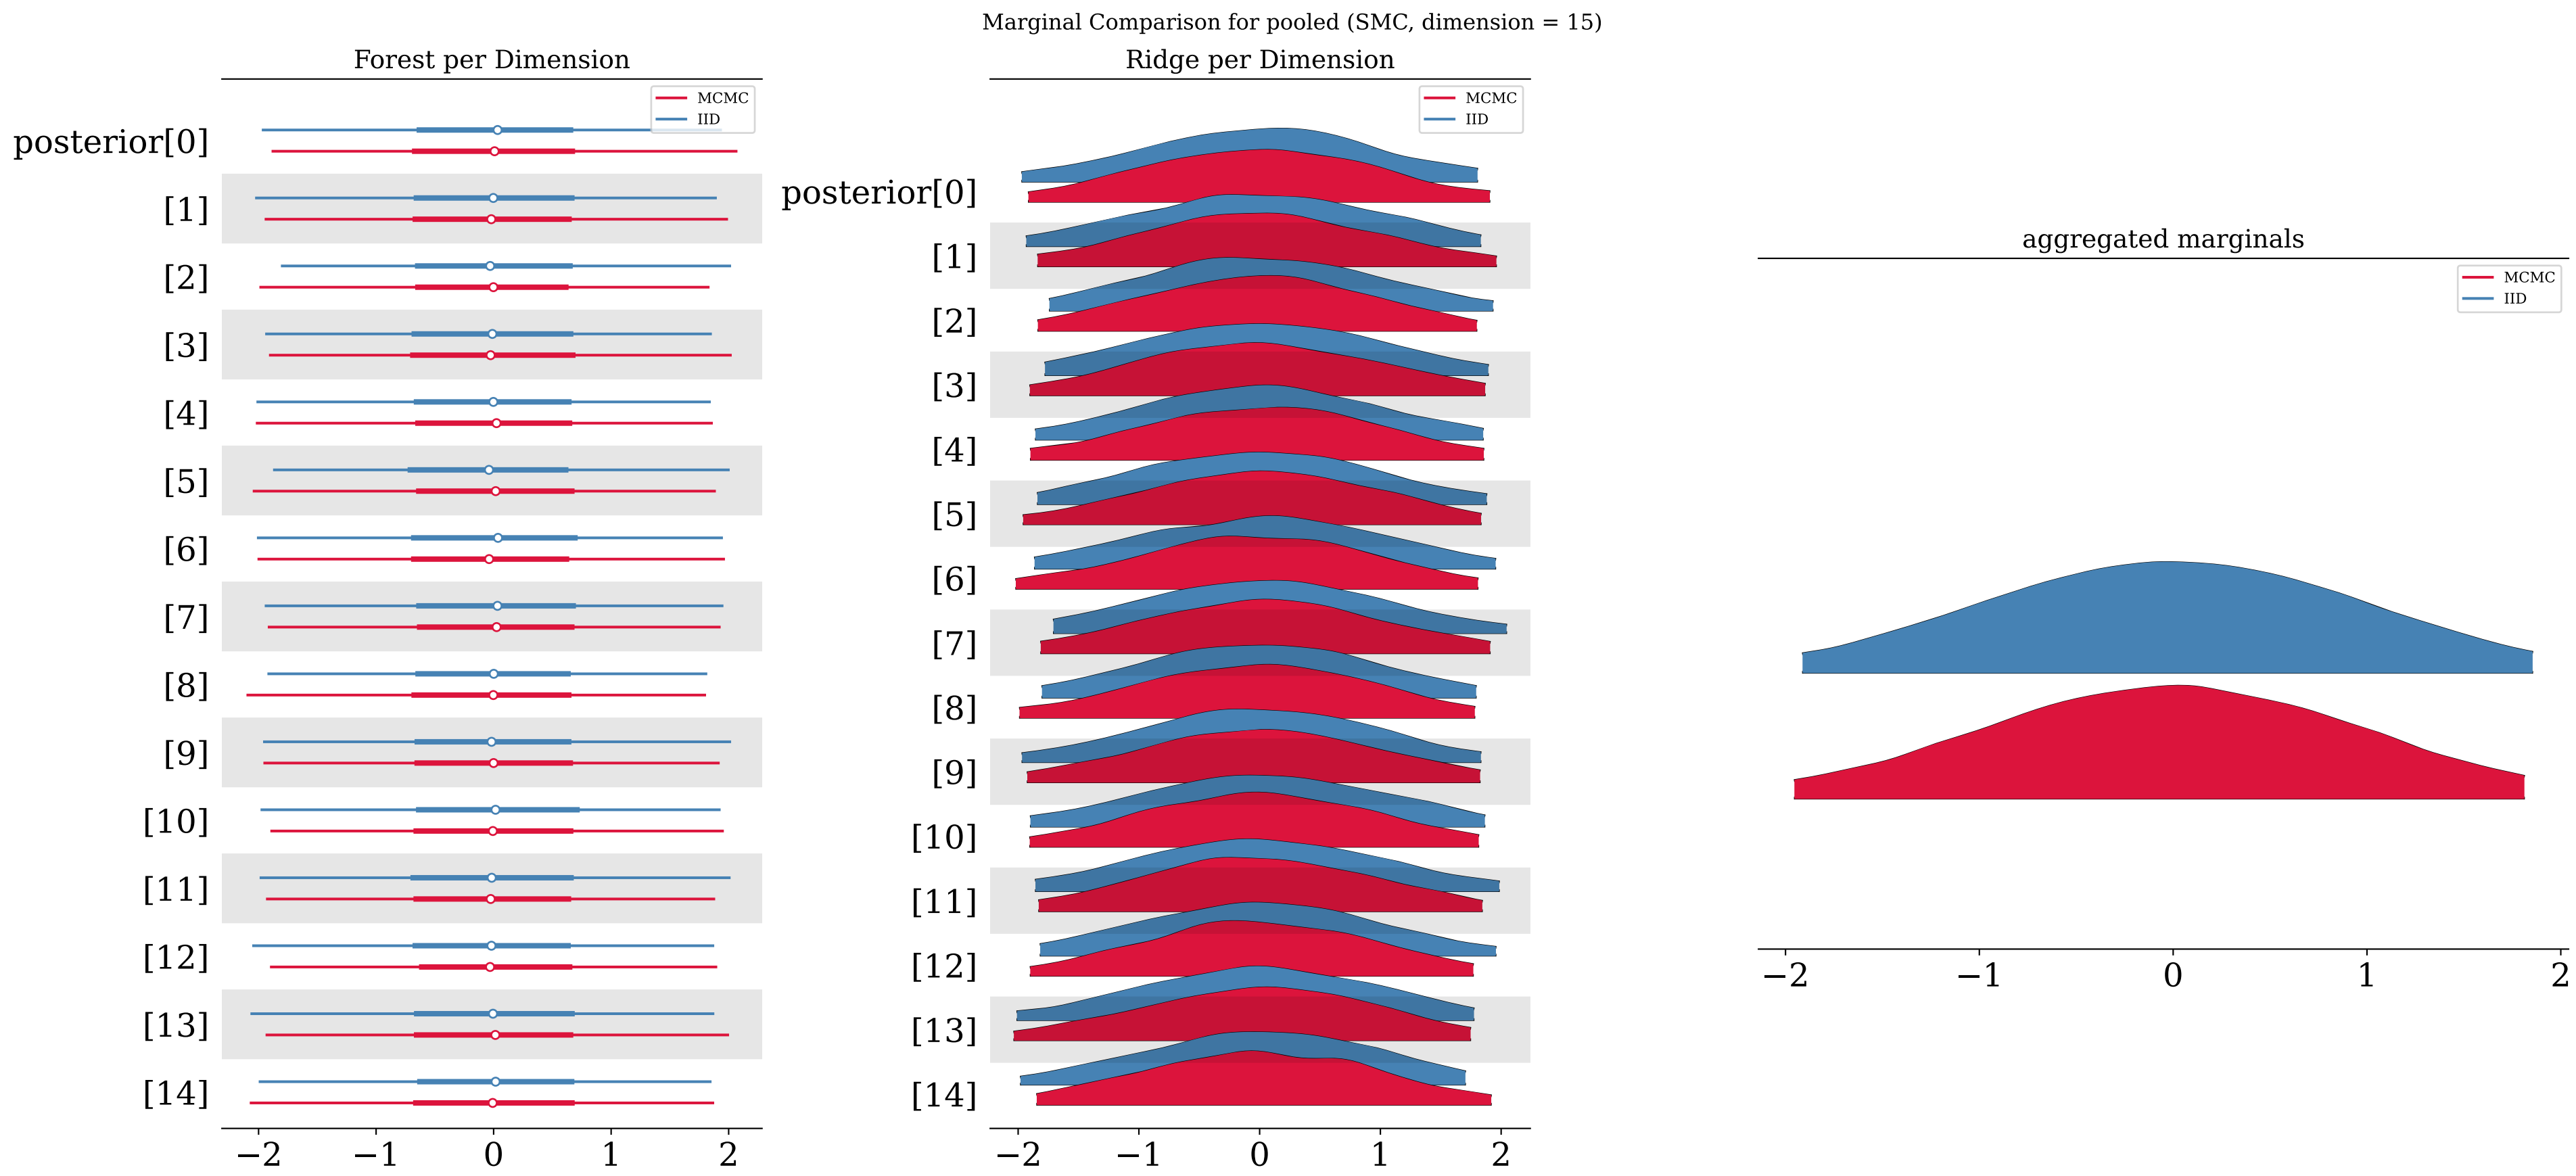 Marginal Comparison for pooled (SMC, dimension = 15)
Forest per Dimension
MCMC
IID
posterior[0]
[1]
[2]
[3]
[4]
[5]
[6]
[7]
[8]
[9]
[10]
[11]
[12]
[13]
[14]
−2 −1 0 1 2
Ridge per Dimension
MCMC
IID
posterior[0]
[1]
[2]
[3]
[4]
[5]
[6]
[7]
[8]
[9]
[10]
[11]
[12]
[13]
[14]
−2 −1 0 1 2
aggregated marginals
MCMC
IID
−2 −1 0 1 2